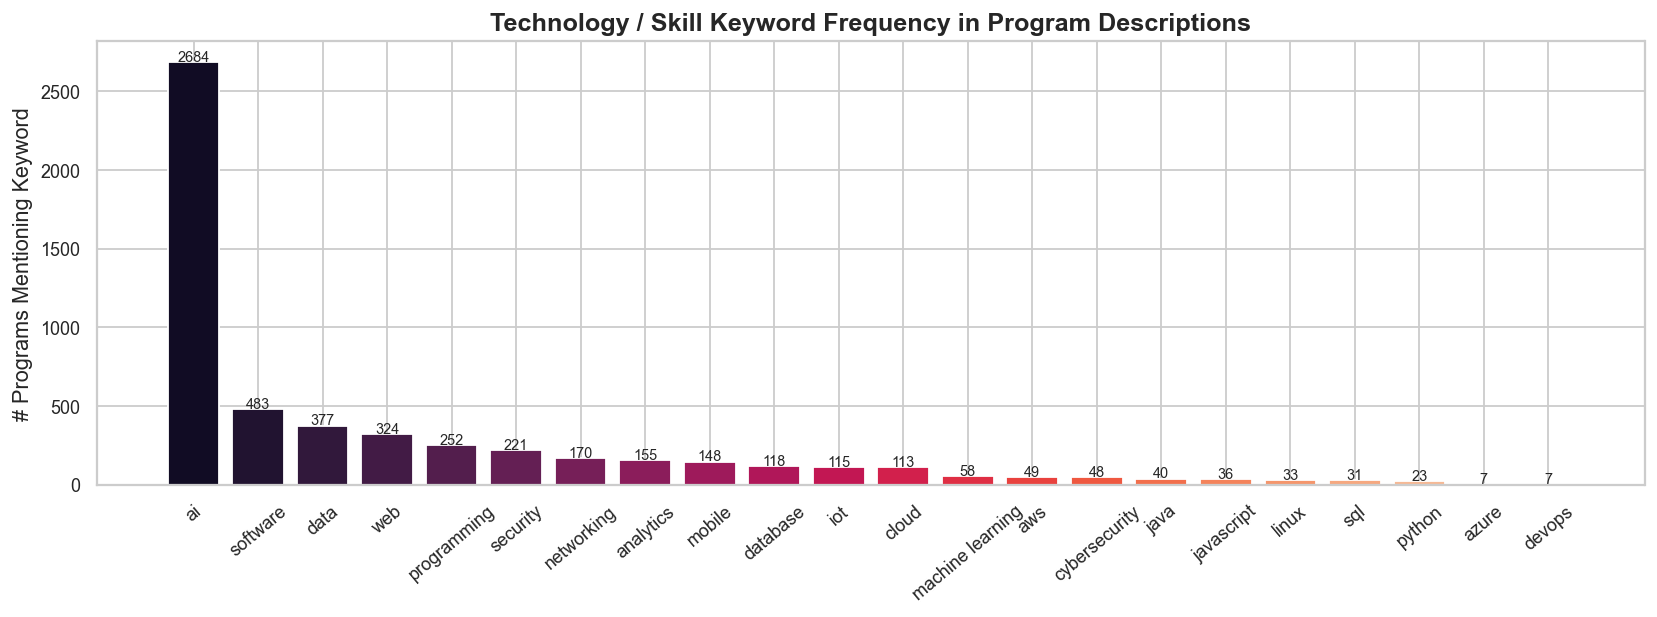 Technology / Skill Keyword Frequency in Program Descriptions
# Programs Mentioning Keyword
2500
2000
1500
1000
500
0
2684
483
377
324
252
221
170
155
148
118
115
113
58
49
48
40
36
33
31
23
7
7
ai
software
data
web
programming
security
networking
analytics
mobile
database
iot
cloud
machine learning
aws
cybersecurity
java
javascript
linux
sql
python
azure
devops